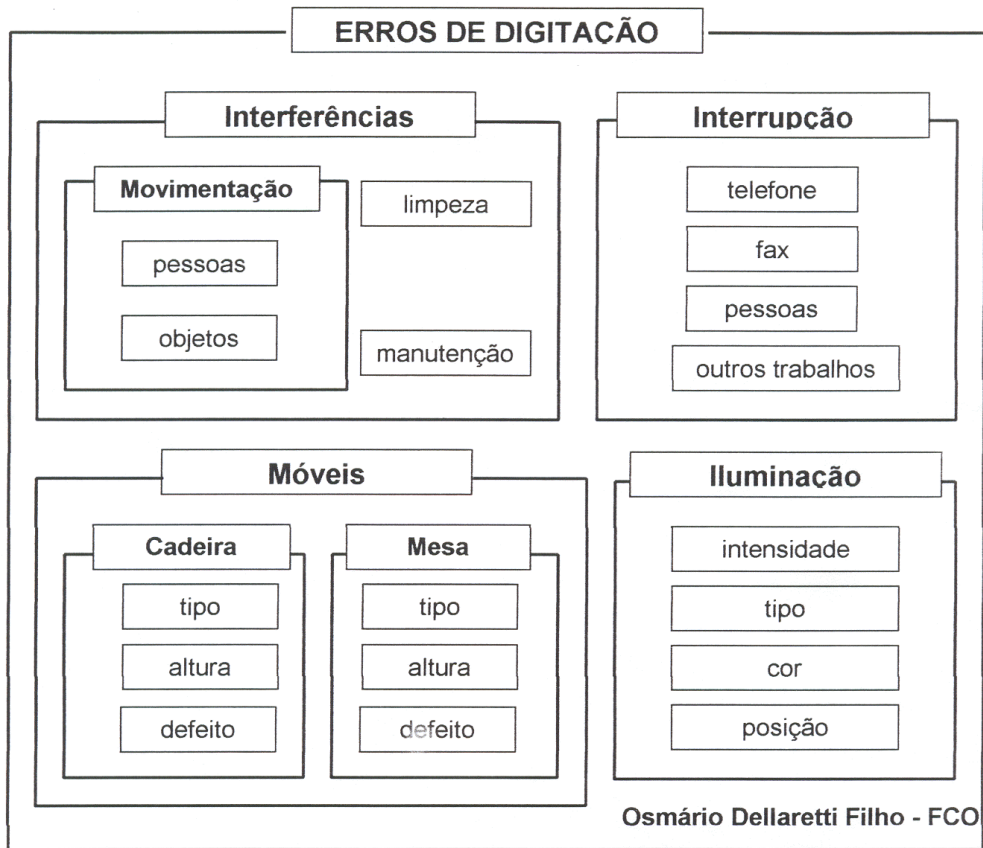 ERROS DE DIGITAÇÃO
Interferências
Movimentação
pessoas
objetos
limpeza
manutenção
Interrupção
telefone
fax
pessoas
outros trabalhos
Móveis
Cadeira
tipo
altura
defeito
Mesa
tipo
altura
defeito
Iluminação
intensidade
tipo
cor
posição
Osmário Dellaretti Filho - FCO